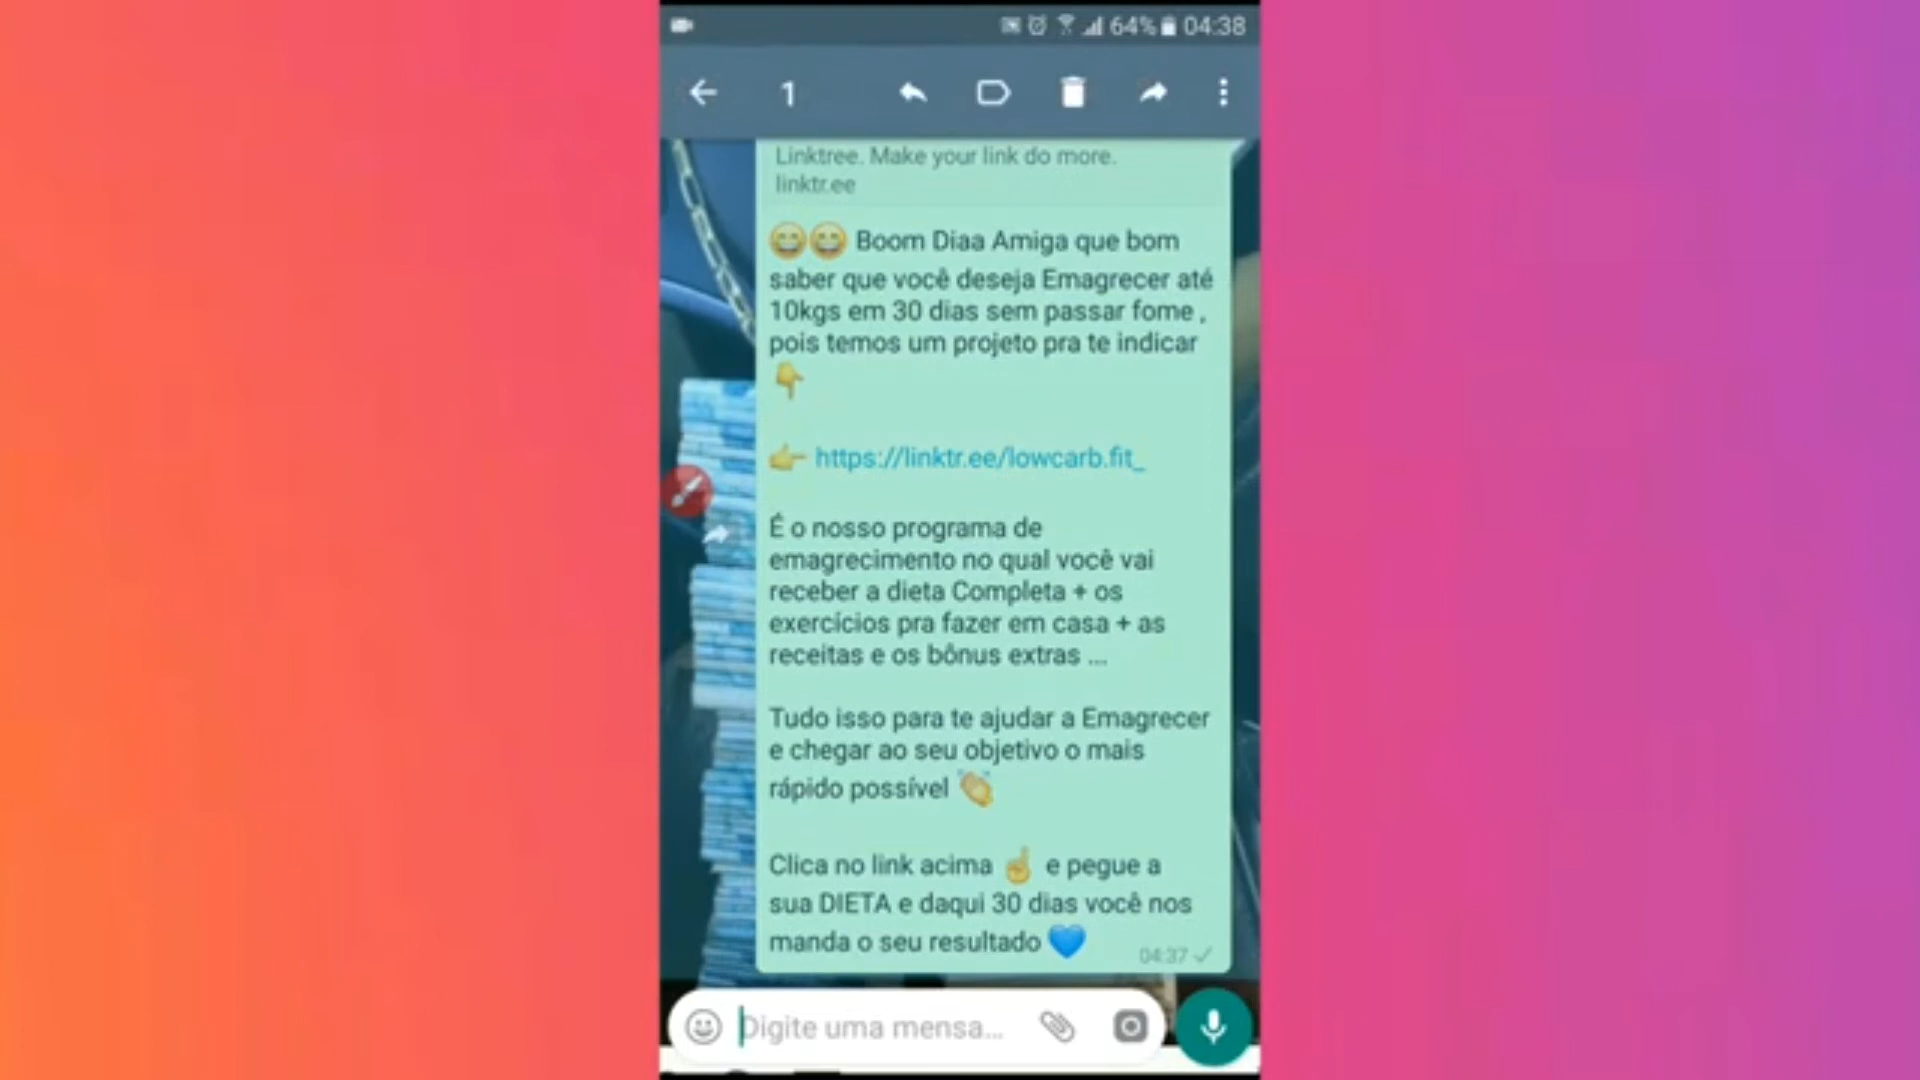 64% 04:38
1
Linktree. Make your link do more.
linktr.ee
😄😄 Boom Diaa Amiga que bom
saber que você deseja Emagrecer até
10kgs em 30 dias sem passar fome ,
pois temos um projeto pra te indicar
👇
👉 https://linktr.ee/lowcarb.fit_
É o nosso programa de
emagrecimento no qual você vai
receber a dieta Completa + os
exercícios pra fazer em casa + as
receitas e os bônus extras ...
Tudo isso para te ajudar a Emagrecer
e chegar ao seu objetivo o mais
rápido possível 👏
Clica no link acima ☝ e pegue a
sua DIETA e daqui 30 dias você nos
manda o seu resultado 💙
04:37
Digite uma mensa...